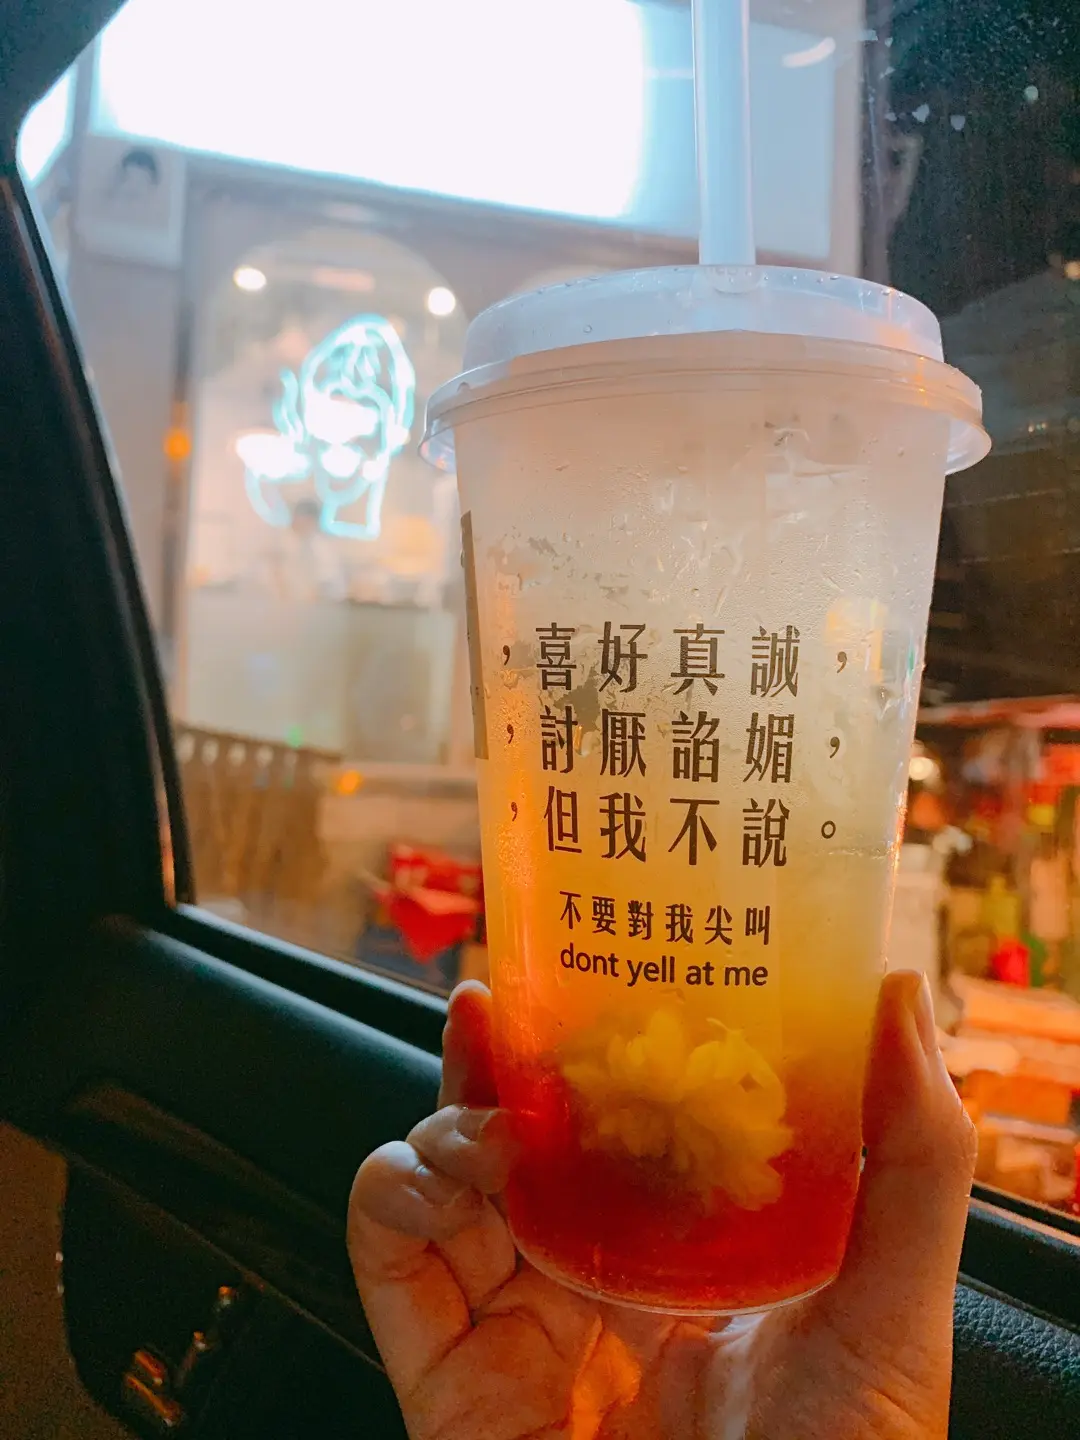 ，喜好真誠，
，討厭諂媚，
，但我不說。
不要對我尖叫
dont yell at me